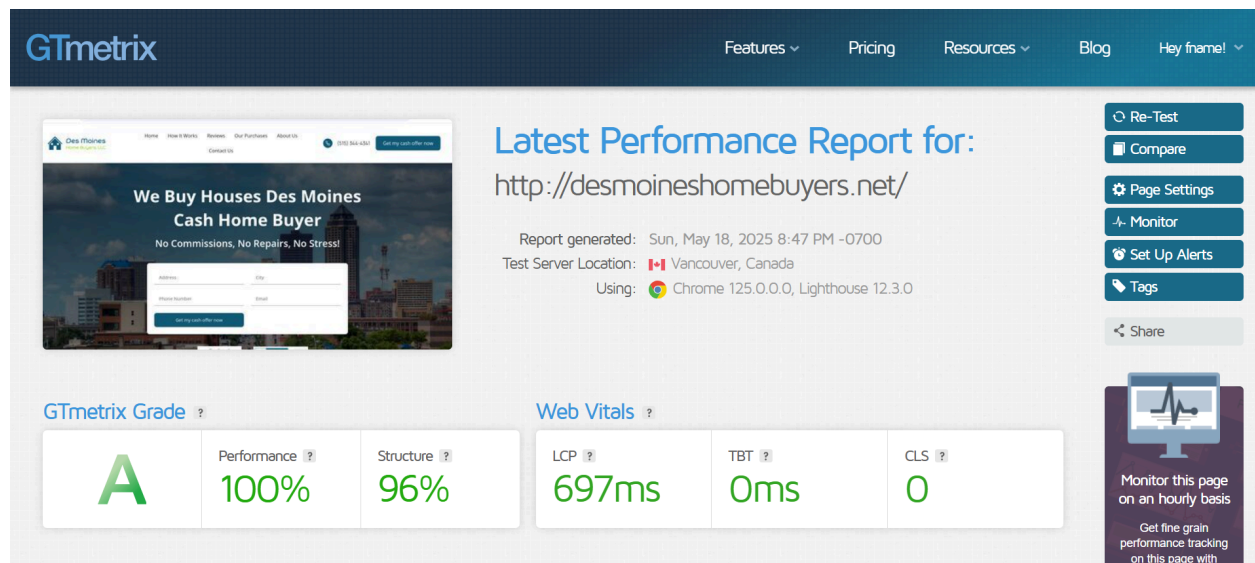 GTmetrix
Features
Pricing
Resources
Blog
Hey fname!
Des Moines
Home How It Works Reviews Our Purchases About Us
Contact Us
Get my cash offer now
We Buy Houses Des Moines
Cash Home Buyer
No Commissions, No Repairs, No Stress!
Address
City
Phone Number
Email
Get my cash offer now
Latest Performance Report for:
http://desmoineshomebuyers.net/
Report generated: Sun, May 18, 2025 8:47 PM -0700
Test Server Location: Vancouver, Canada
Using: Chrome 125.0.0.0, Lighthouse 12.3.0
Re-Test
Compare
Page Settings
Monitor
Set Up Alerts
Tags
Share
GTmetrix Grade ?
A
Performance ?
100%
Structure ?
96%
Web Vitals ?
LCP ?
697ms
TBT ?
0ms
CLS ?
0
Monitor this page
on an hourly basis
Get fine grain
performance tracking
on this page with